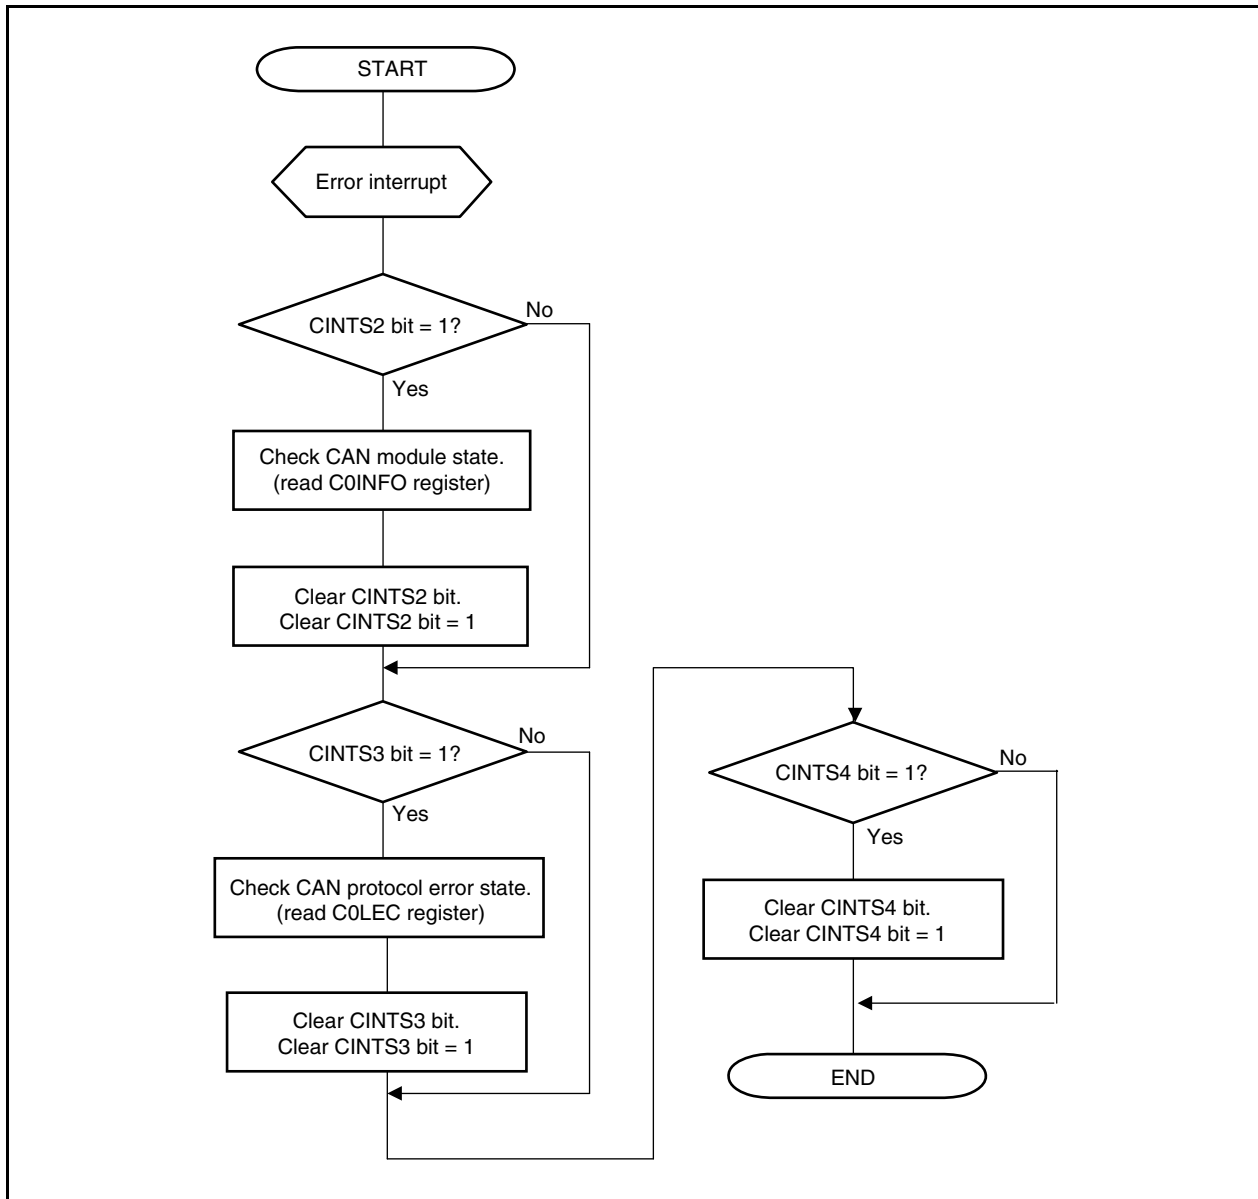 START
Error interrupt
CINTS2 bit = 1?
No
Yes
Check CAN module state.
(read C0INFO register)
Clear CINTS2 bit.
Clear CINTS2 bit = 1
CINTS3 bit = 1?
No
Yes
Check CAN protocol error state.
(read C0LEC register)
Clear CINTS3 bit.
Clear CINTS3 bit = 1
CINTS4 bit = 1?
No
Yes
Clear CINTS4 bit.
Clear CINTS4 bit = 1
END